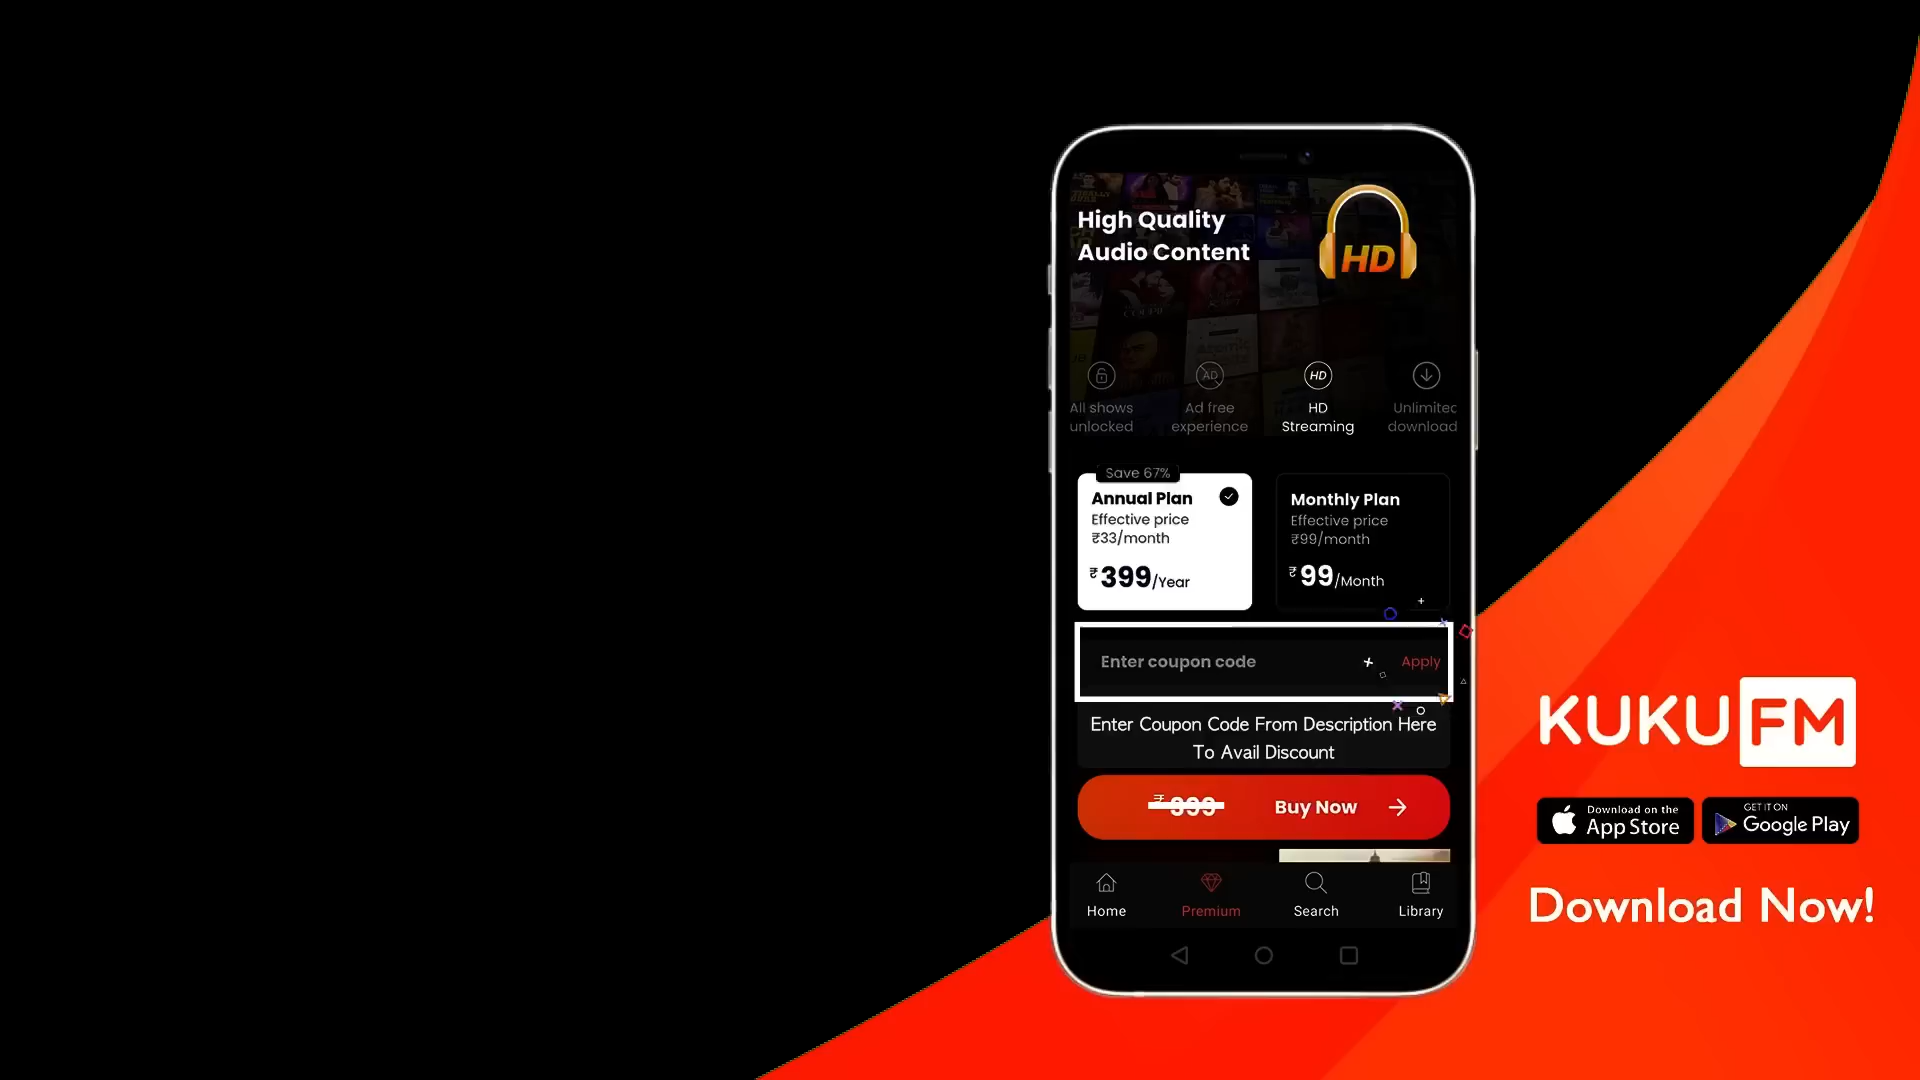 High Quality
Audio Content
HD
AD
HD
All shows
unlocked
Ad free
experience
HD
Streaming
Unlimited
download
Save 67%
Annual Plan
Effective price
₹33/month
₹399/Year
Monthly Plan
Effective price
₹99/month
₹99/Month
Enter coupon code
Apply
Enter Coupon Code From Description Here
To Avail Discount
₹399
Buy Now
Home
Premium
Search
Library
KUKU FM
Download on the
App Store
GET IT ON
Google Play
Download Now!